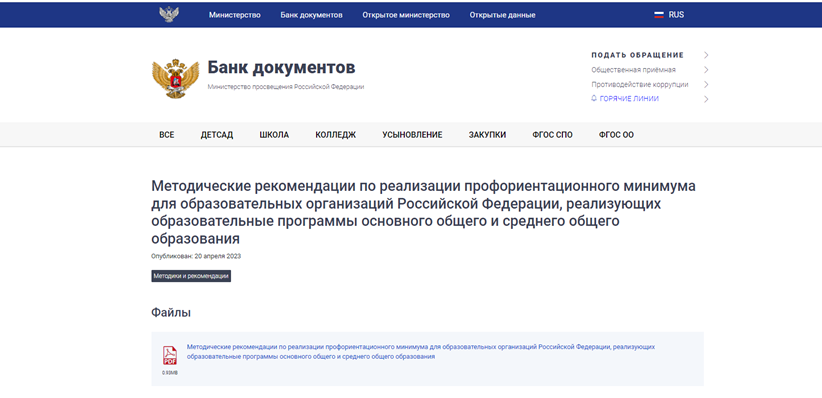 Министерство Банк документов Открытое министерство Открытые данные RUS
Банк документов
Министерство просвещения Российской Федерации
ПОДАТЬ ОБРАЩЕНИЕ
Общественная приёмная
Противодействие коррупции
ГОРЯЧИЕ ЛИНИИ
ВСЕ ДЕТСАД ШКОЛА КОЛЛЕДЖ УСЫНОВЛЕНИЕ ЗАКУПКИ ФГОС СПО ФГОС ОО
Методические рекомендации по реализации профориентационного минимума
для образовательных организаций Российской Федерации, реализующих
образовательные программы основного общего и среднего общего
образования
Опубликован: 20 апреля 2023
Методики и рекомендации
Файлы
Методические рекомендации по реализации профориентационного минимума для образовательных организаций Российской Федерации, реализующих
образовательные программы основного общего и среднего общего образования
PDF